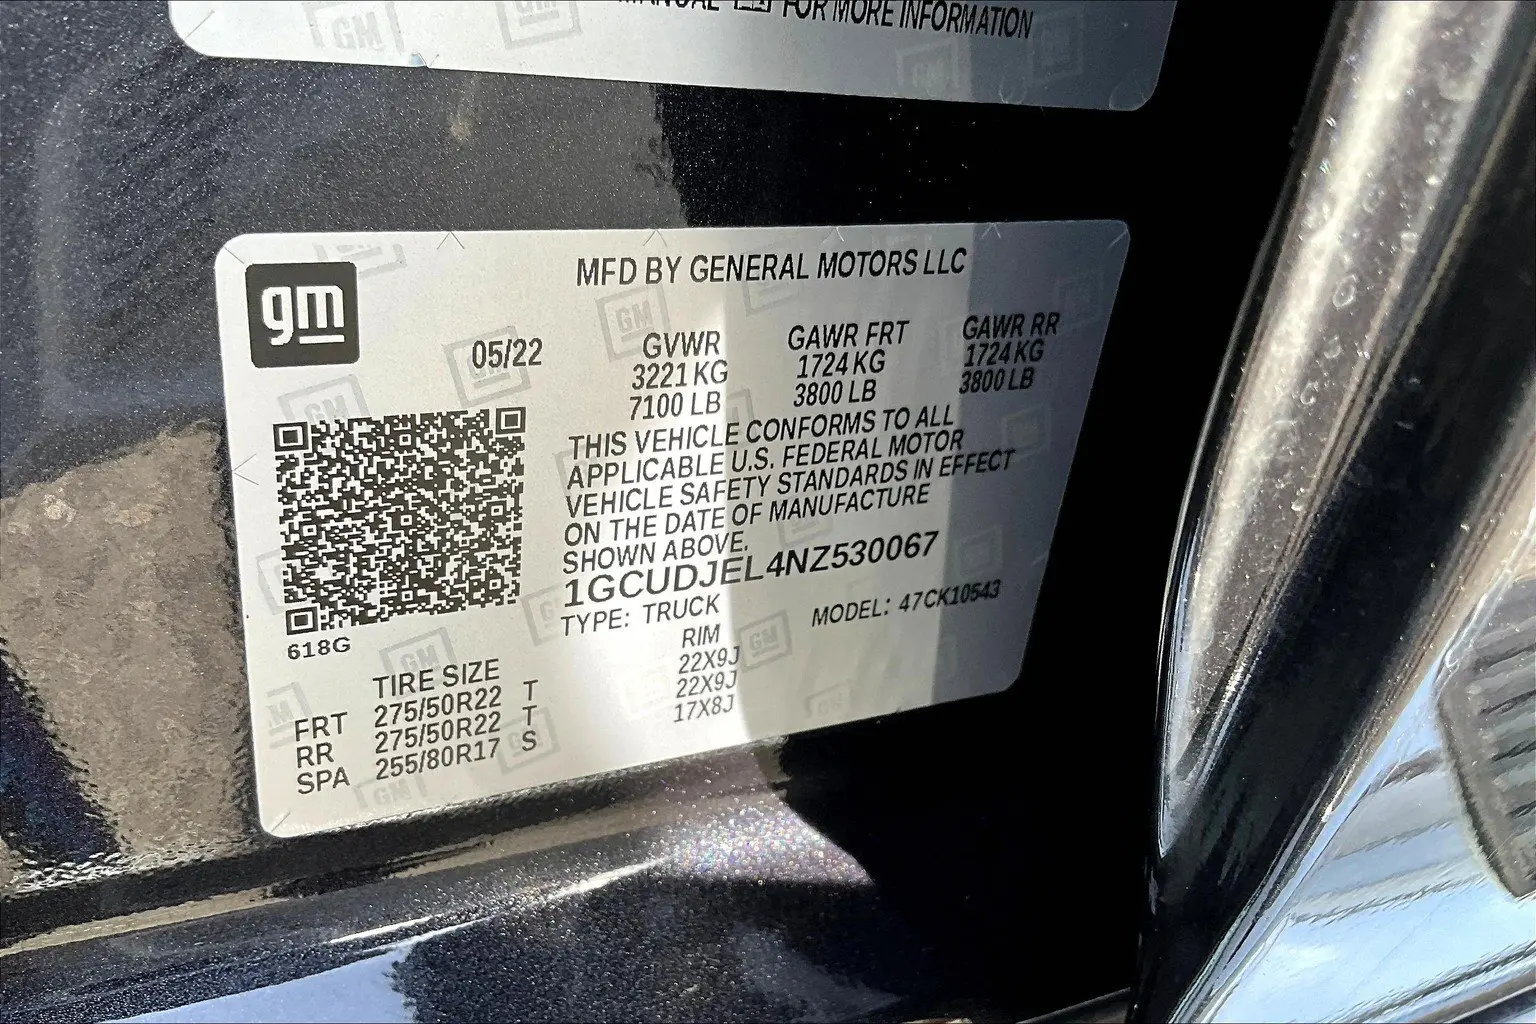 MANUAL FOR MORE INFORMATION
gm
MFD BY GENERAL MOTORS LLC
05/22
GVWR GAWR FRT GAWR RR
3221 KG 1724 KG 1724 KG
7100 LB 3800 LB 3800 LB
THIS VEHICLE CONFORMS TO ALL
APPLICABLE U.S. FEDERAL MOTOR
VEHICLE SAFETY STANDARDS IN EFFECT
ON THE DATE OF MANUFACTURE
SHOWN ABOVE.
1GCUDJEL4NZ530067
TYPE: TRUCK MODEL: 47CK10543
618G
TIRE SIZE RIM
FRT 275/50R22 T 22X9J
RR 275/50R22 T 22X9J
SPA 255/80R17 S 17X8J